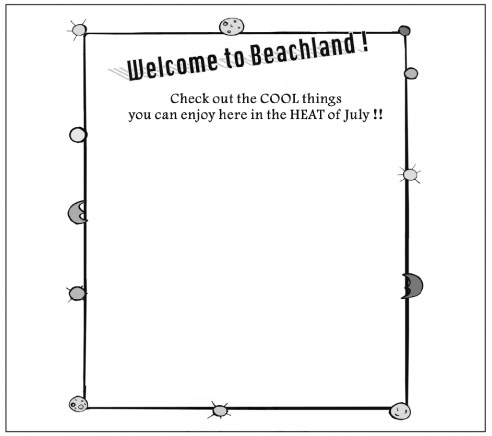 Welcome to Beachland !
Check out the COOL things
you can enjoy here in the HEAT of July !!